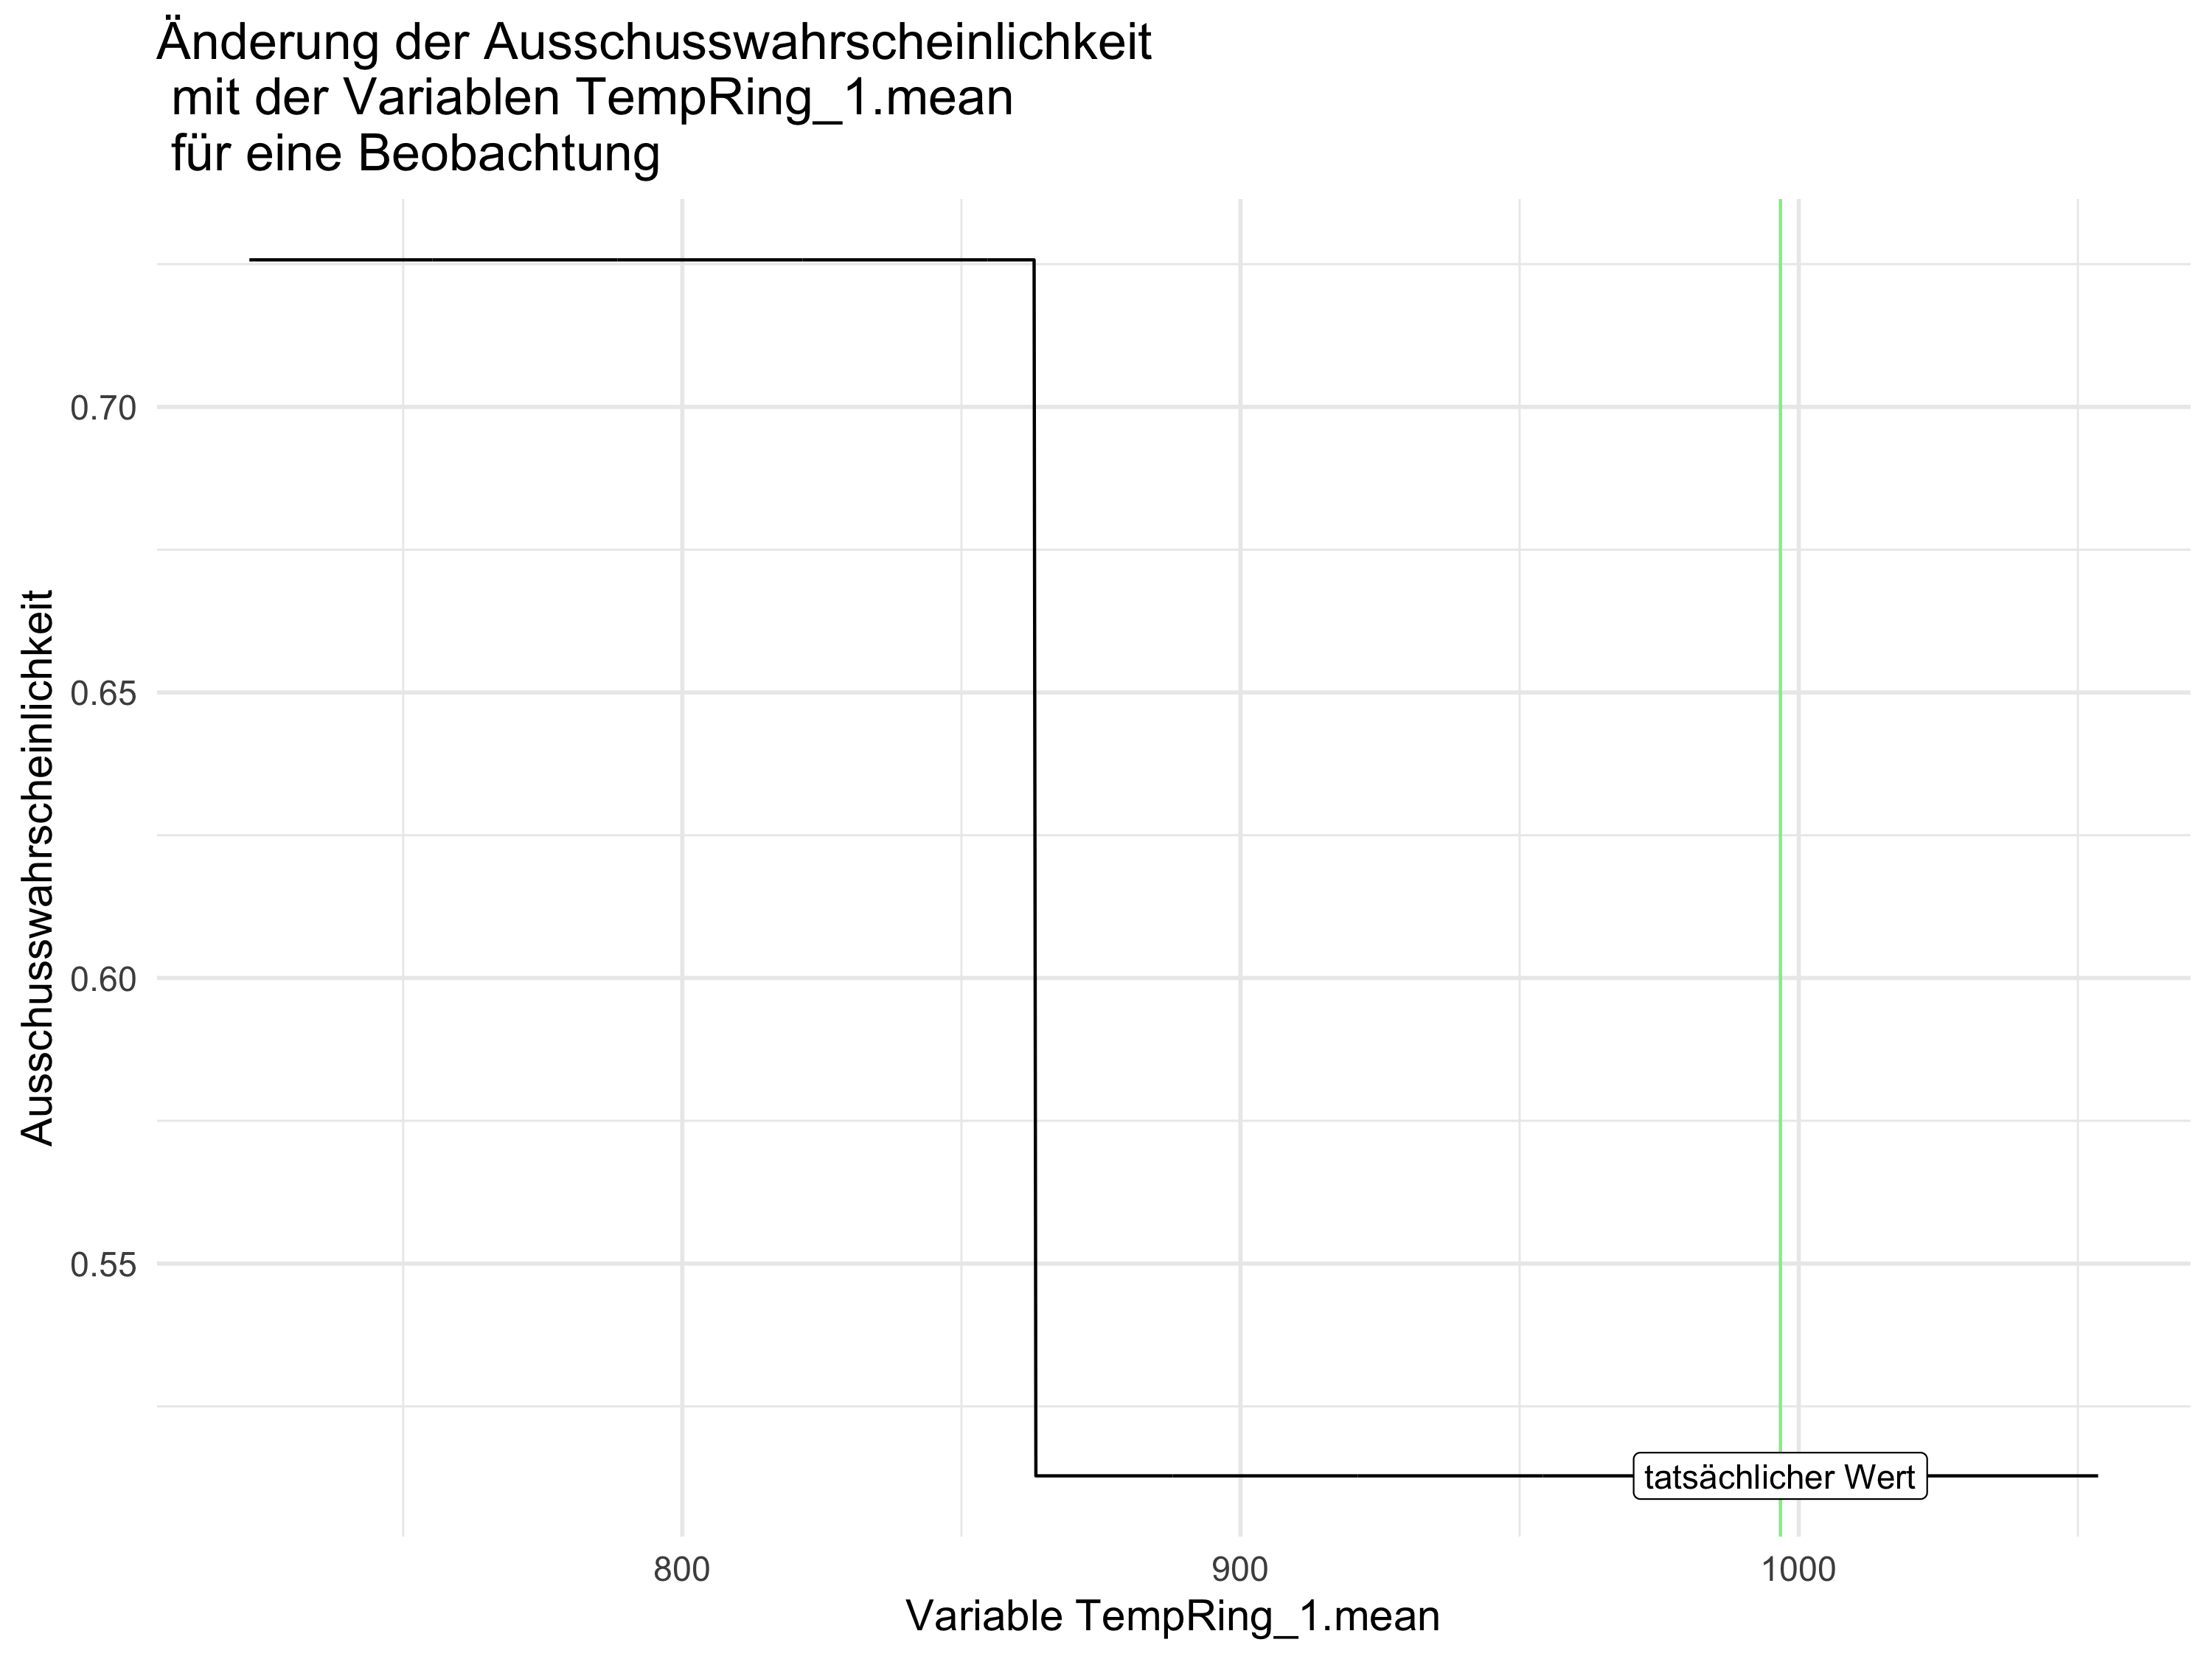 Änderung der Ausschusswahrscheinlichkeit
mit der Variablen TempRing_1.mean
für eine Beobachtung
Ausschusswahrscheinlichkeit
0.70
0.65
0.60
0.55
tatsächlicher Wert
800
900
1000
Variable TempRing_1.mean